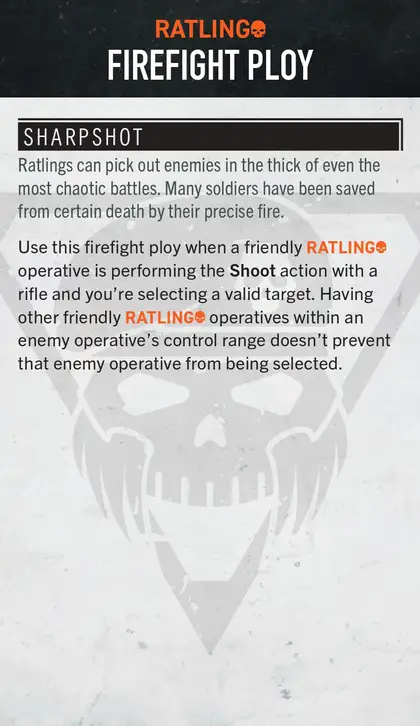 RATLING
FIREFIGHT PLOY
SHARPSHOT
Ratlings can pick out enemies in the thick of even the
most chaotic battles. Many soldiers have been saved
from certain death by their precise fire.
Use this firefight ploy when a friendly RATLING
operative is performing the Shoot action with a
rifle and you’re selecting a valid target. Having
other friendly RATLING operatives within an
enemy operative’s control range doesn’t prevent
that enemy operative from being selected.